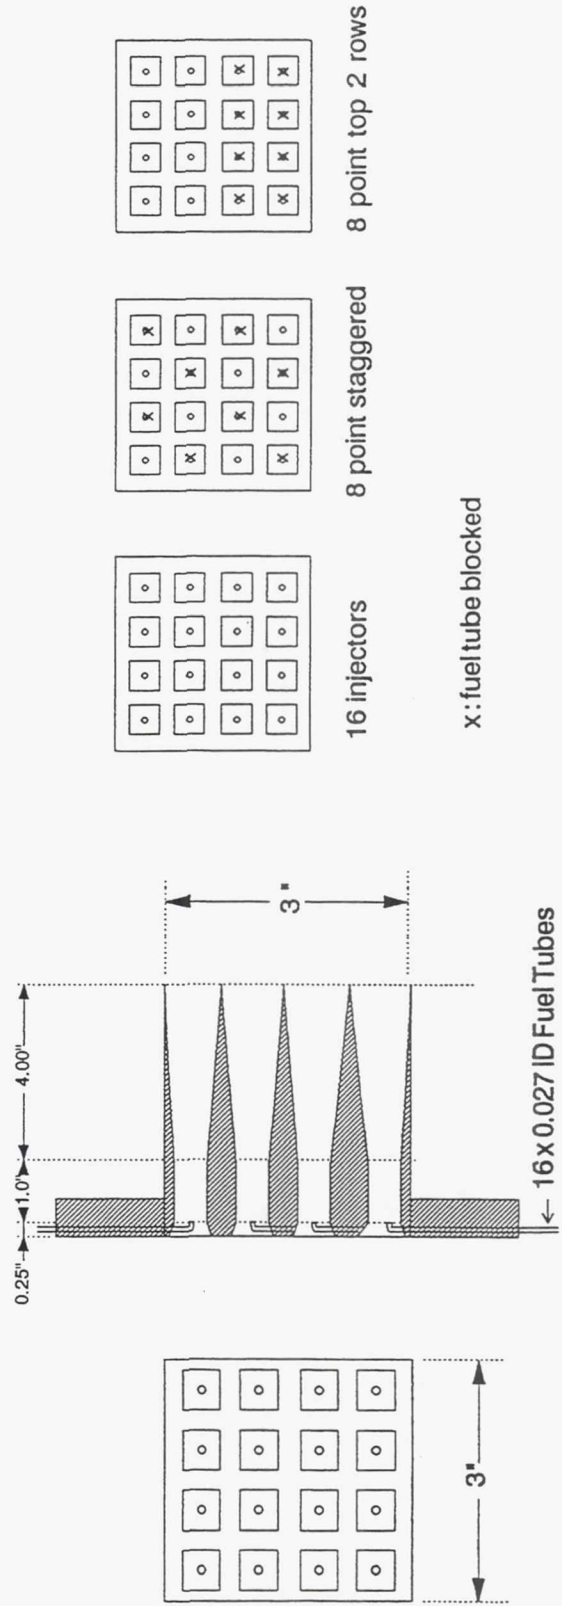 16 injectors
8 point staggered
8 point top 2 rows
x: fuel tube blocked
0.25"
1.0'
4.00"
3"
16 x 0.027 ID Fuel Tubes
3"